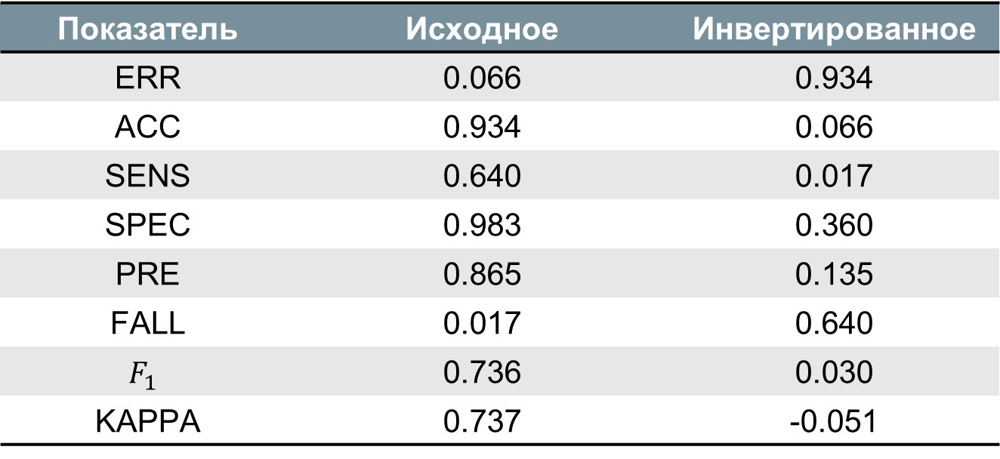 Показатель Исходное Инвертированное
ERR 0.066 0.934
ACC 0.934 0.066
SENS 0.640 0.017
SPEC 0.983 0.360
PRE 0.865 0.135
FALL 0.017 0.640
F₁ 0.736 0.030
KAPPA 0.737 -0.051